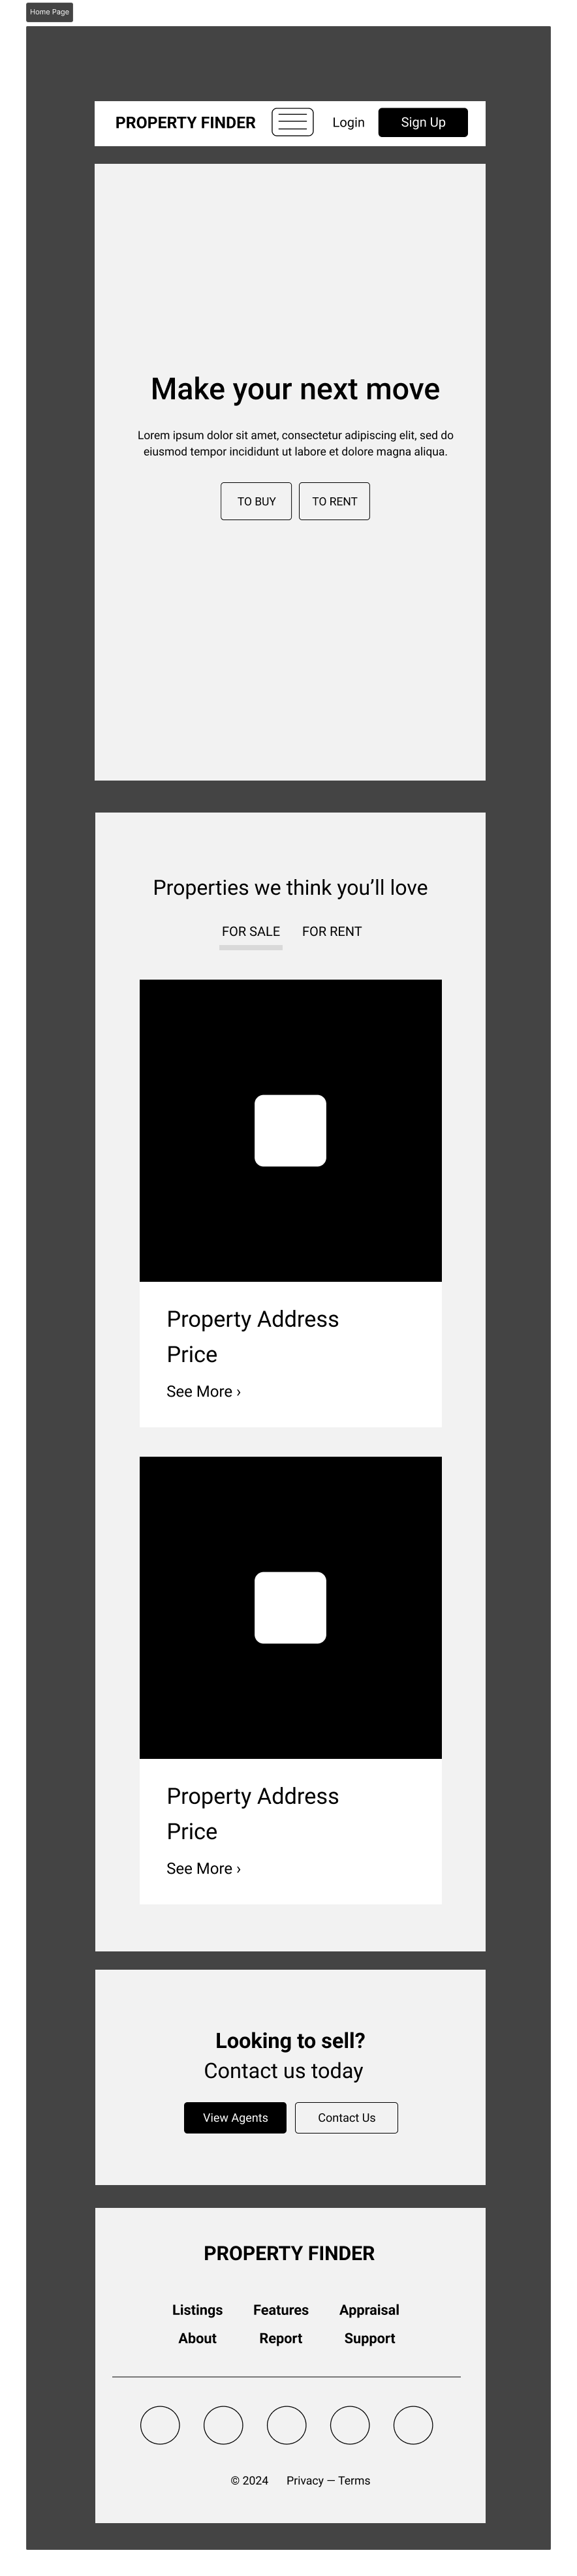 Home Page
PROPERTY FINDER
Login
Sign Up
Make your next move
Lorem ipsum dolor sit amet, consectetur adipiscing elit, sed do
eiusmod tempor incididunt ut labore et dolore magna aliqua.
TO BUY
TO RENT
Properties we think you’ll love
FOR SALE
FOR RENT
Property Address
Price
See More ›
Property Address
Price
See More ›
Looking to sell?
Contact us today
View Agents
Contact Us
PROPERTY FINDER
Listings Features Appraisal
About Report Support
© 2024 Privacy — Terms